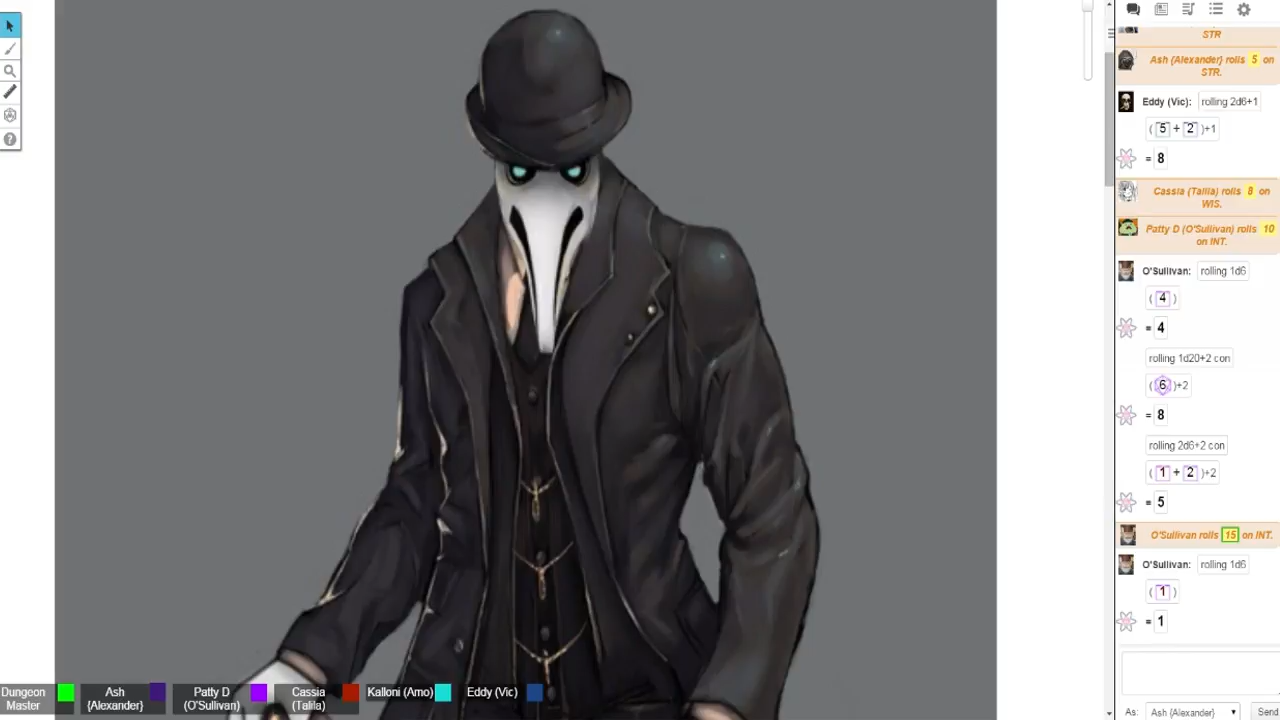 STR
Ash (Alexander) rolls 5 on
STR.
Eddy (Vic): rolling 2d6+1
( 5 + 2 )+1
= 8
Cassia (Talila) rolls 8 on
WIS.
Patty D (O'Sullivan) rolls 10
on INT.
O'Sullivan: rolling 1d6
( 4 )
= 4
rolling 1d20+2 con
( 6 )+2
= 8
rolling 2d6+2 con
( 1 + 2 )+2
= 5
O'Sullivan rolls 15 on INT.
O'Sullivan: rolling 1d6
( 1 )
= 1
Dungeon
Master
Ash
{Alexander}
Patty D
(O'Sullivan)
Cassia
(Talila)
Kalloni (Amo)
Eddy (Vic)
As: Ash {Alexander} Send